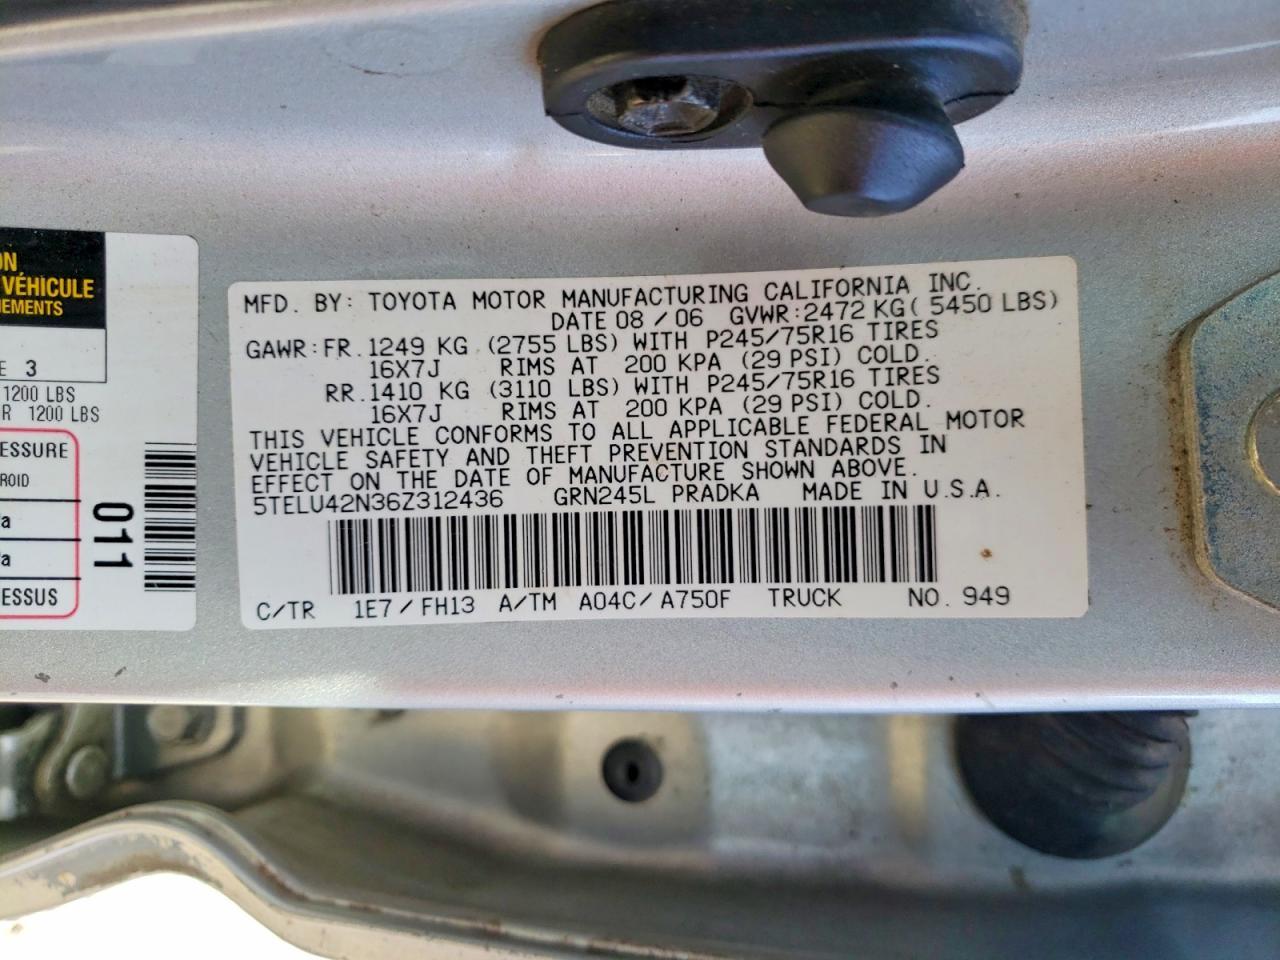 ON
VÉHICULE
EMENTS
E 3
1200 LBS
R 1200 LBS
ESSURE
ROID
a
a
ESSUS
011
MFD. BY: TOYOTA MOTOR MANUFACTURING CALIFORNIA INC.
DATE 08/06 GVWR:2472 KG( 5450 LBS)
GAWR:FR.1249 KG (2755 LBS) WITH P245/75R16 TIRES
16X7J RIMS AT 200 KPA (29 PSI) COLD.
RR.1410 KG (3110 LBS) WITH P245/75R16 TIRES
16X7J RIMS AT 200 KPA (29 PSI) COLD.
THIS VEHICLE CONFORMS TO ALL APPLICABLE FEDERAL MOTOR
VEHICLE SAFETY AND THEFT PREVENTION STANDARDS IN
EFFECT ON THE DATE OF MANUFACTURE SHOWN ABOVE.
5TELU42N36Z312436 GRN245L PRADKA MADE IN U.S.A.
C/TR 1E7/FH13 A/TM A04C/A750F TRUCK NO. 949